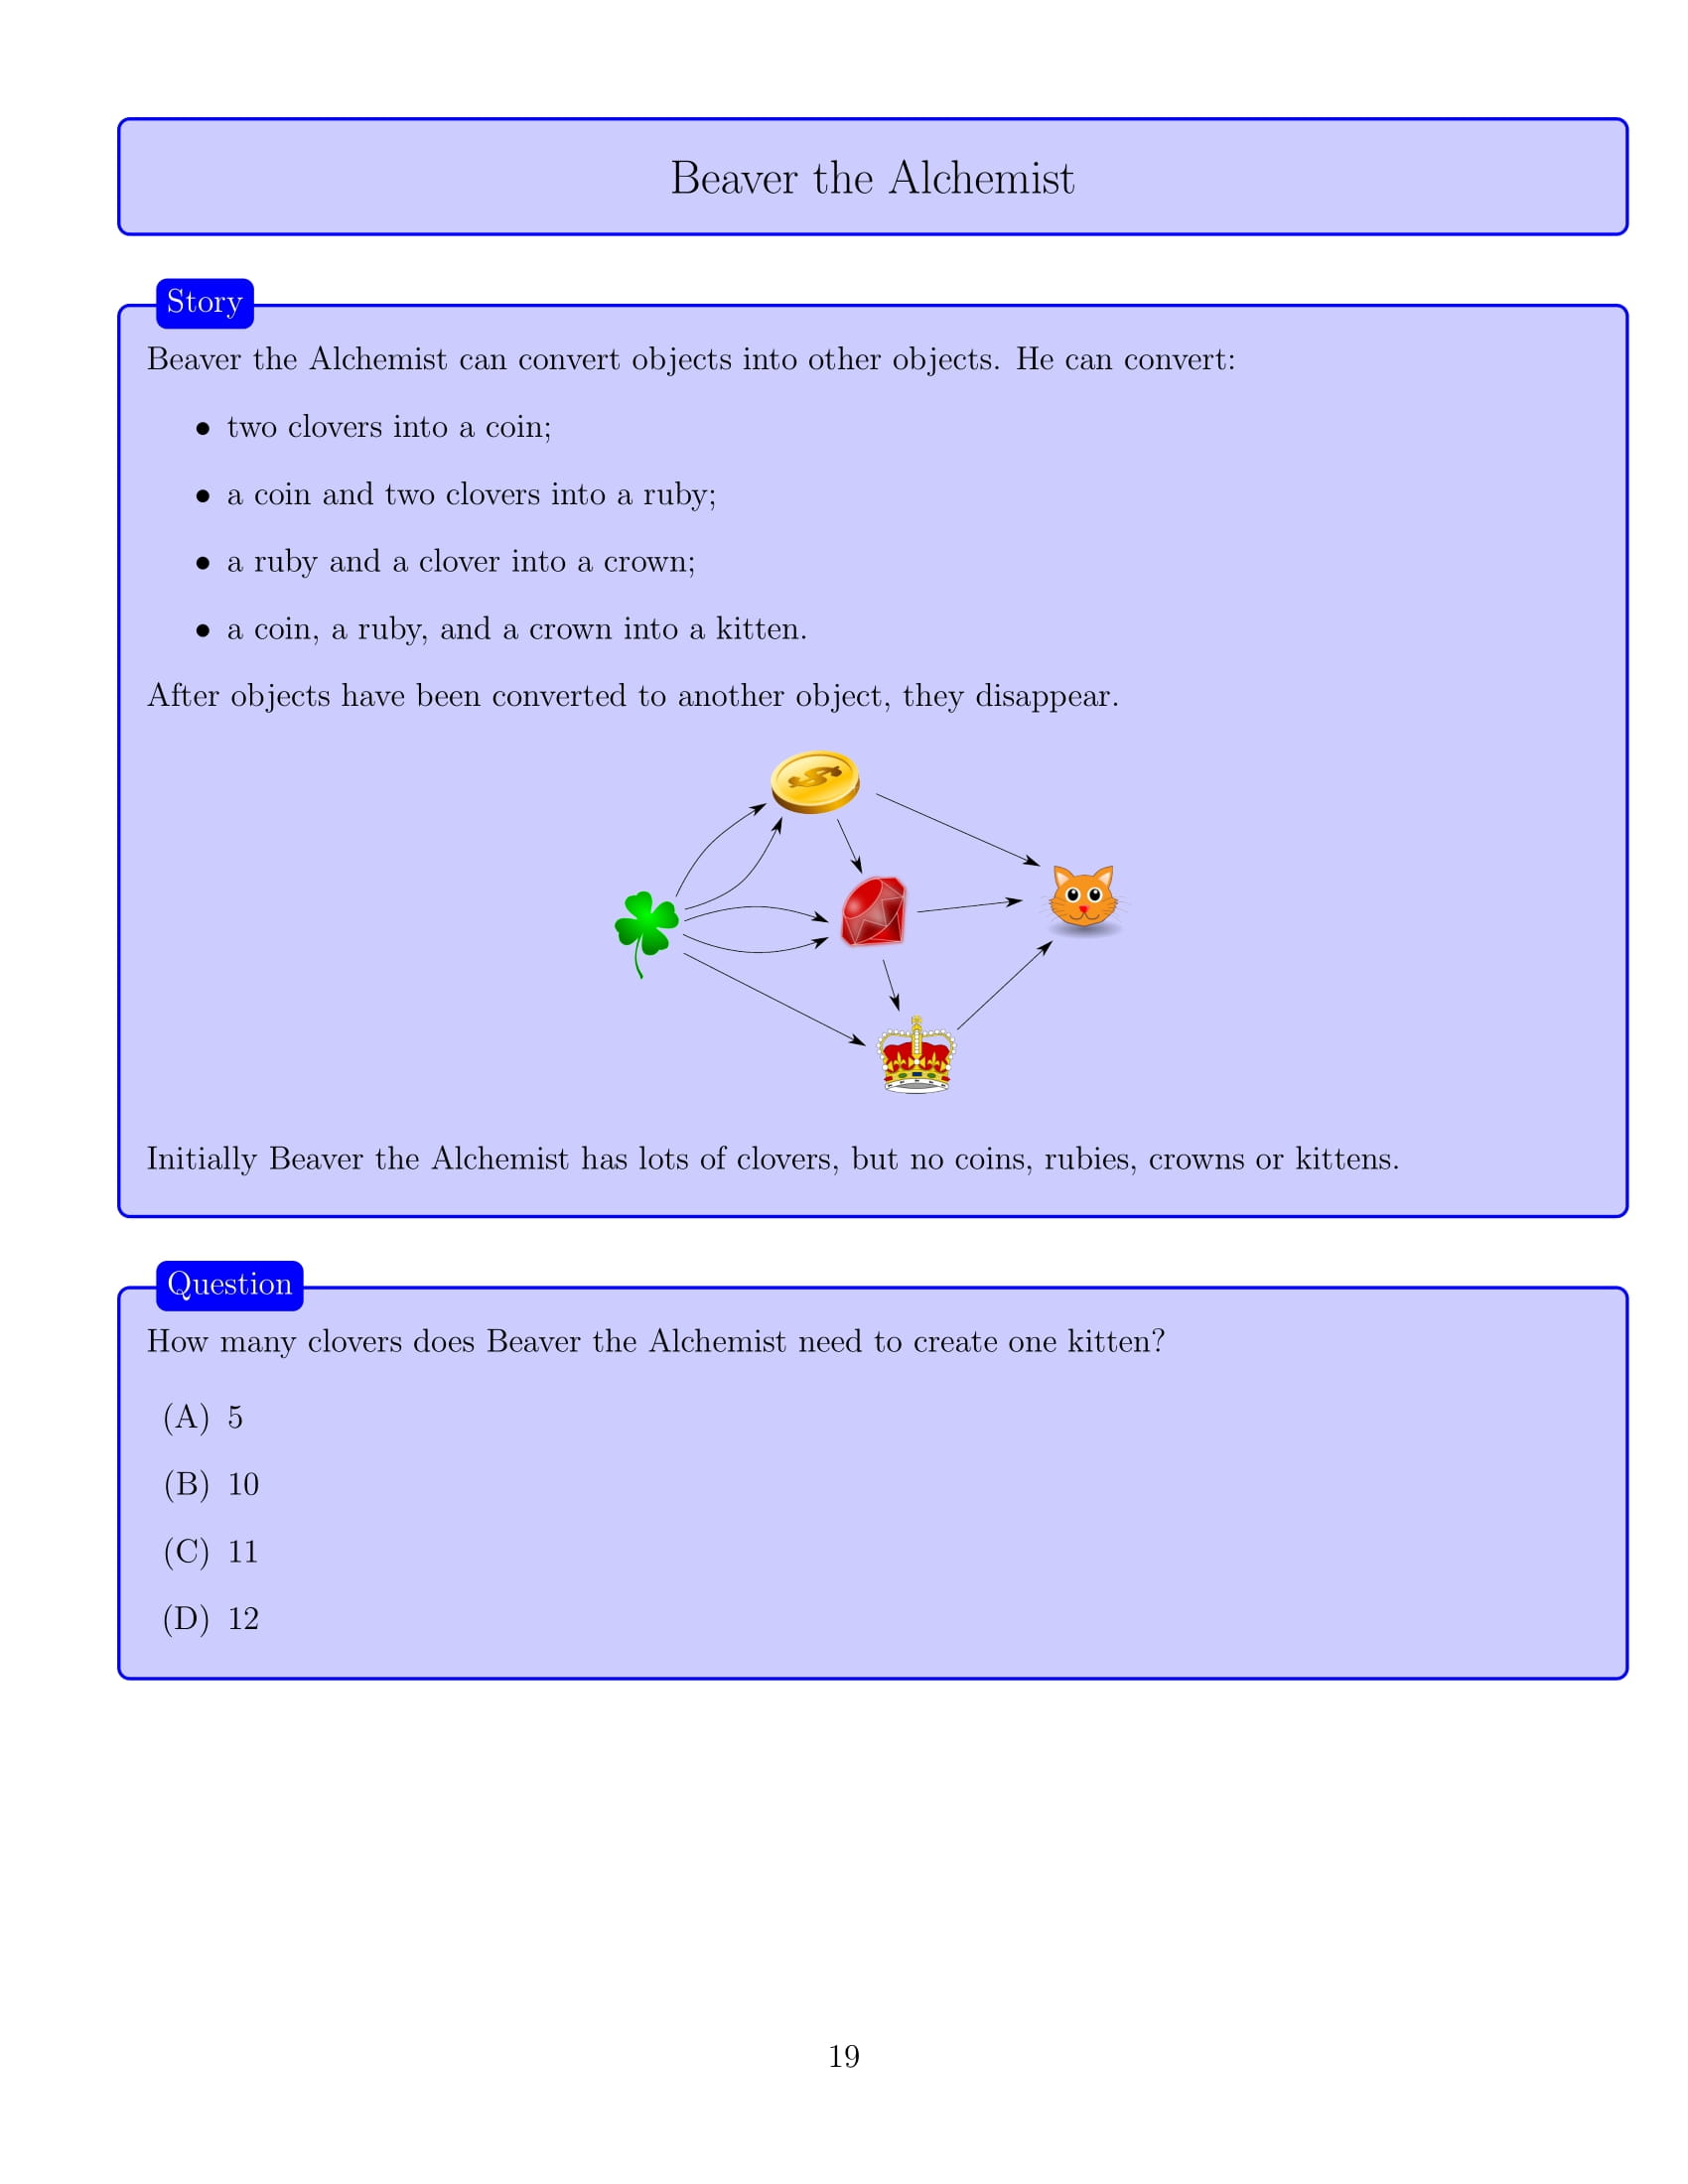 Beaver the Alchemist
Story
Beaver the Alchemist can convert objects into other objects. He can convert:
• two clovers into a coin;
• a coin and two clovers into a ruby;
• a ruby and a clover into a crown;
• a coin, a ruby, and a crown into a kitten.
After objects have been converted to another object, they disappear.
$
Initially Beaver the Alchemist has lots of clovers, but no coins, rubies, crowns or kittens.
Question
How many clovers does Beaver the Alchemist need to create one kitten?
(A) 5
(B) 10
(C) 11
(D) 12
19